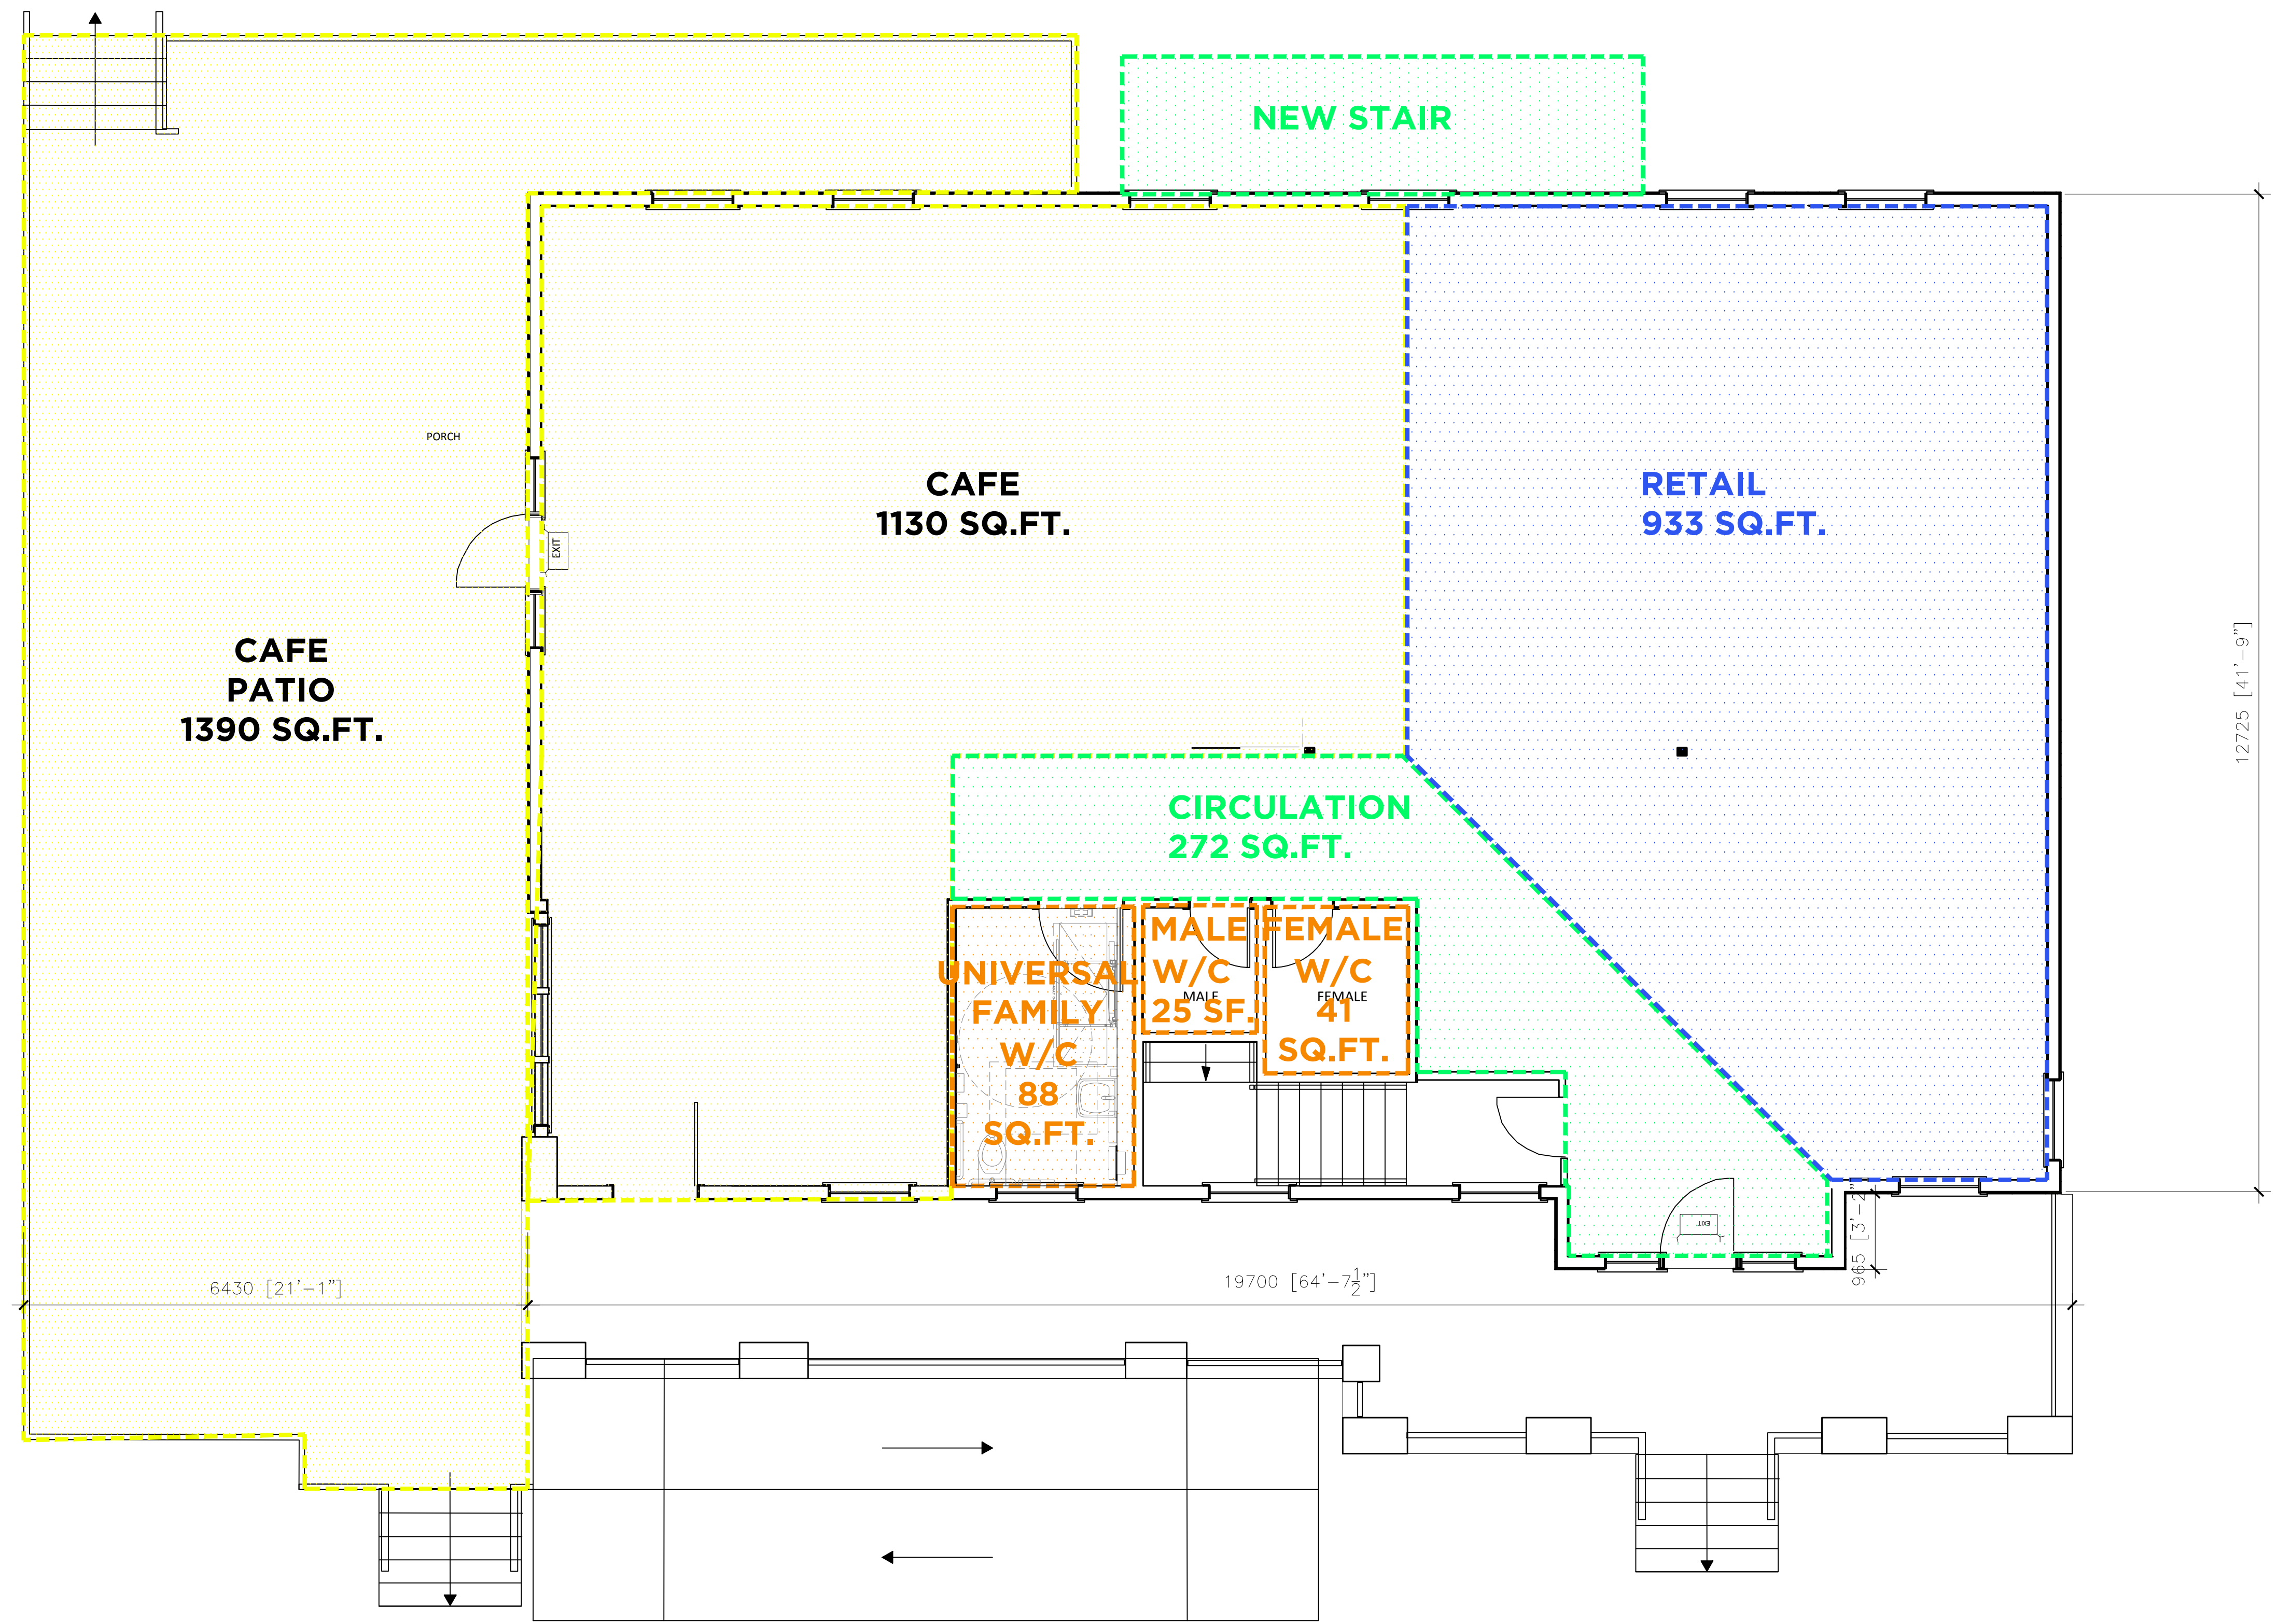 NEW STAIR
PORCH
CAFE
1130 SQ.FT.
RETAIL
933 SQ.FT.
EXIT
CAFE
PATIO
1390 SQ.FT.
12725 [41'-9"]
CIRCULATION
272 SQ.FT.
UNIVERSAL
FAMILY
W/C
88
SQ.FT.
MALE
W/C
25 SF.
MALE
FEMALE
W/C
41
SQ.FT.
FEMALE
EXIT
965 [3'-2"]
6430 [21'-1"]
19700 [64'-7½"]